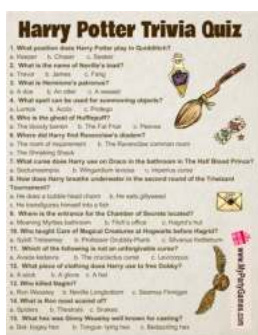 Harry Potter Trivia Quiz
1. What position does Harry Potter play in Quidditch?
a. Keeper b. Chaser c. Seeker
2. What is the name of Neville's toad?
a. Trevor b. James c. Fang
3. What is Hermione's patronus?
a. A doe b. An otter c. A weasel
4. What spell can be used for summoning objects?
a. Lumos b. Accio c. Protego
5. Who is the ghost of Hufflepuff?
a. The bloody barren b. The Fat Friar c. Peeves
6. Where did Harry find Ravenclaw's diadem?
a. The room of requirement b. The Ravenclaw common room
c. The Shrieking Shack
7. What curse does Harry use on Draco in the bathroom in The Half Blood Prince?
a. Sectumsempra b. Wingardium leviosa c. Imperius curse
8. How does Harry breathe underwater in the second round of the Triwizard
Tournament?
a. He does a bubble head charm b. He eats gillyweed
c. He transfigures himself into a fish
9. Where is the entrance for the Chamber of Secrets located?
a. Moaning Myrtles bathroom b. Filch's office c. Hagrid's hut
10. Who taught Care of Magical Creatures at Hogwarts before Hagrid?
a. Sybill Trelawney b. Professor Grubbly-Plank c. Silvanus Kettleburn
11. Which of the following is not an unforgivable curse?
a. Avada kedavra b. The cruciatus curse c. Levicorpus
12. What piece of clothing does Harry use to free Dobby?
a. A sock b. A glove c. A hat
13. Who killed Nagini?
a. Ron Weasley b. Neville Longbottom c. Seamus Finnigan
14. What is Ron most scared of?
a. Spiders b. Thestrals c. Snakes
15. What hex was Ginny Weasley well known for casting?
a. Bat- bogey hex b. Tongue- tying hex c.
www.MyPartyGames.com